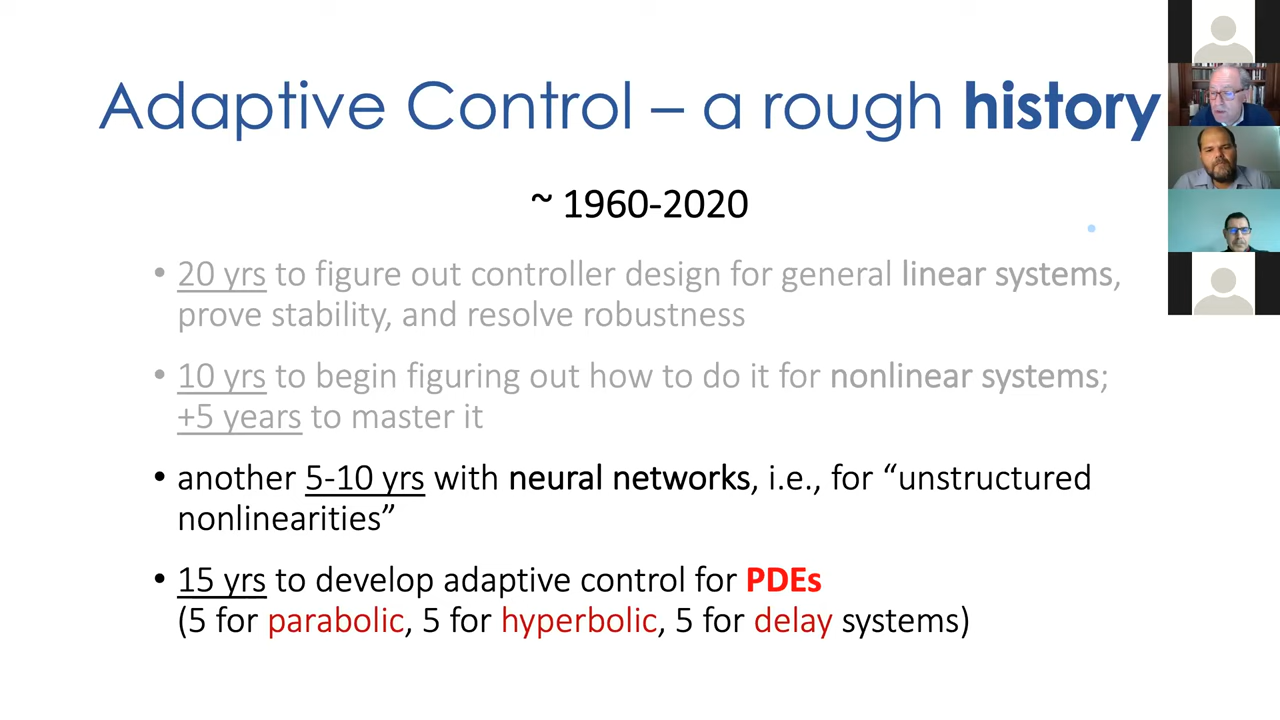 Adaptive Control – a rough history
~ 1960-2020
• 20 yrs to figure out controller design for general linear systems,
prove stability, and resolve robustness
• 10 yrs to begin figuring out how to do it for nonlinear systems;
+5 years to master it
• another 5-10 yrs with neural networks, i.e., for “unstructured
nonlinearities”
• 15 yrs to develop adaptive control for PDEs
(5 for parabolic, 5 for hyperbolic, 5 for delay systems)